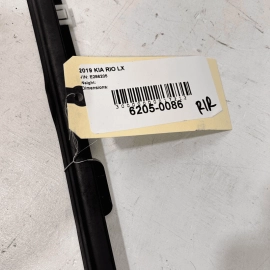 2019 KIA RIO LX
Weight:
Dimensions:
6205-0086
R/R